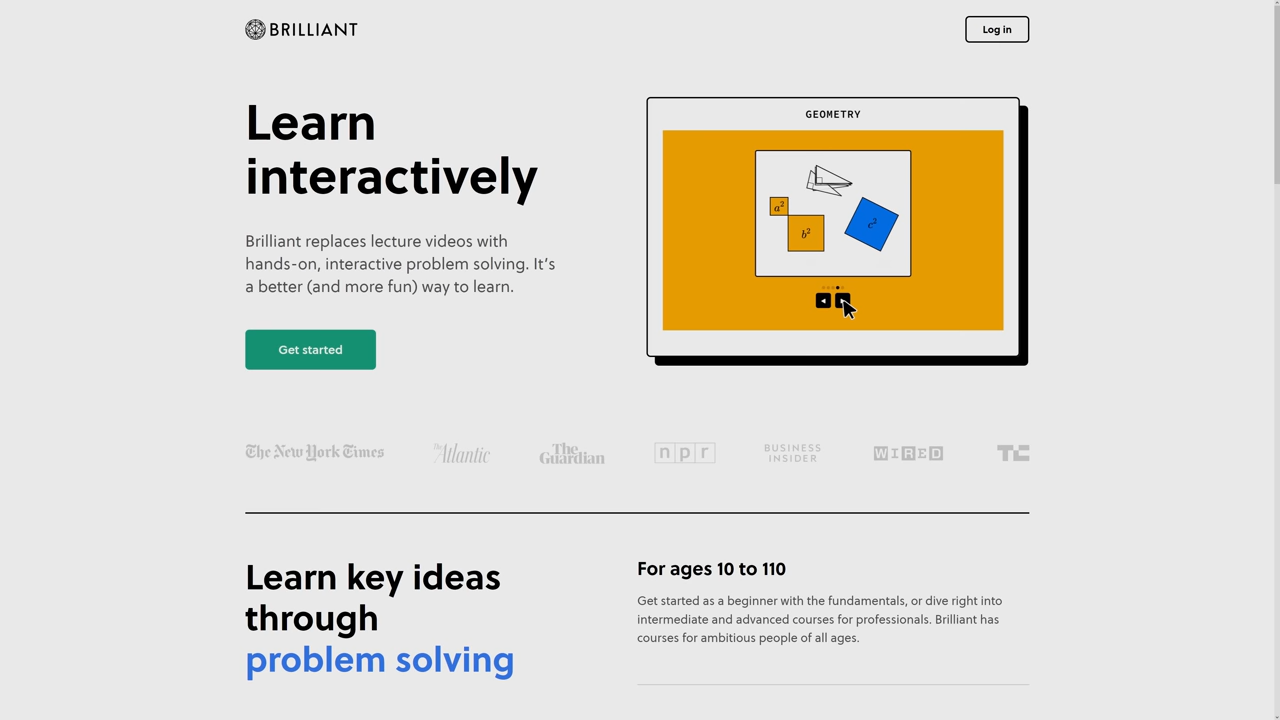 BRILLIANT
Log in
Learn
interactively
Brilliant replaces lecture videos with
hands-on, interactive problem solving. It's
a better (and more fun) way to learn.
Get started
GEOMETRY
a²
b²
c²
The New York Times
The Atlantic
The Guardian
npr
BUSINESS
INSIDER
WIRED
TC
Learn key ideas
through
problem solving
For ages 10 to 110
Get started as a beginner with the fundamentals, or dive right into
intermediate and advanced courses for professionals. Brilliant has
courses for ambitious people of all ages.